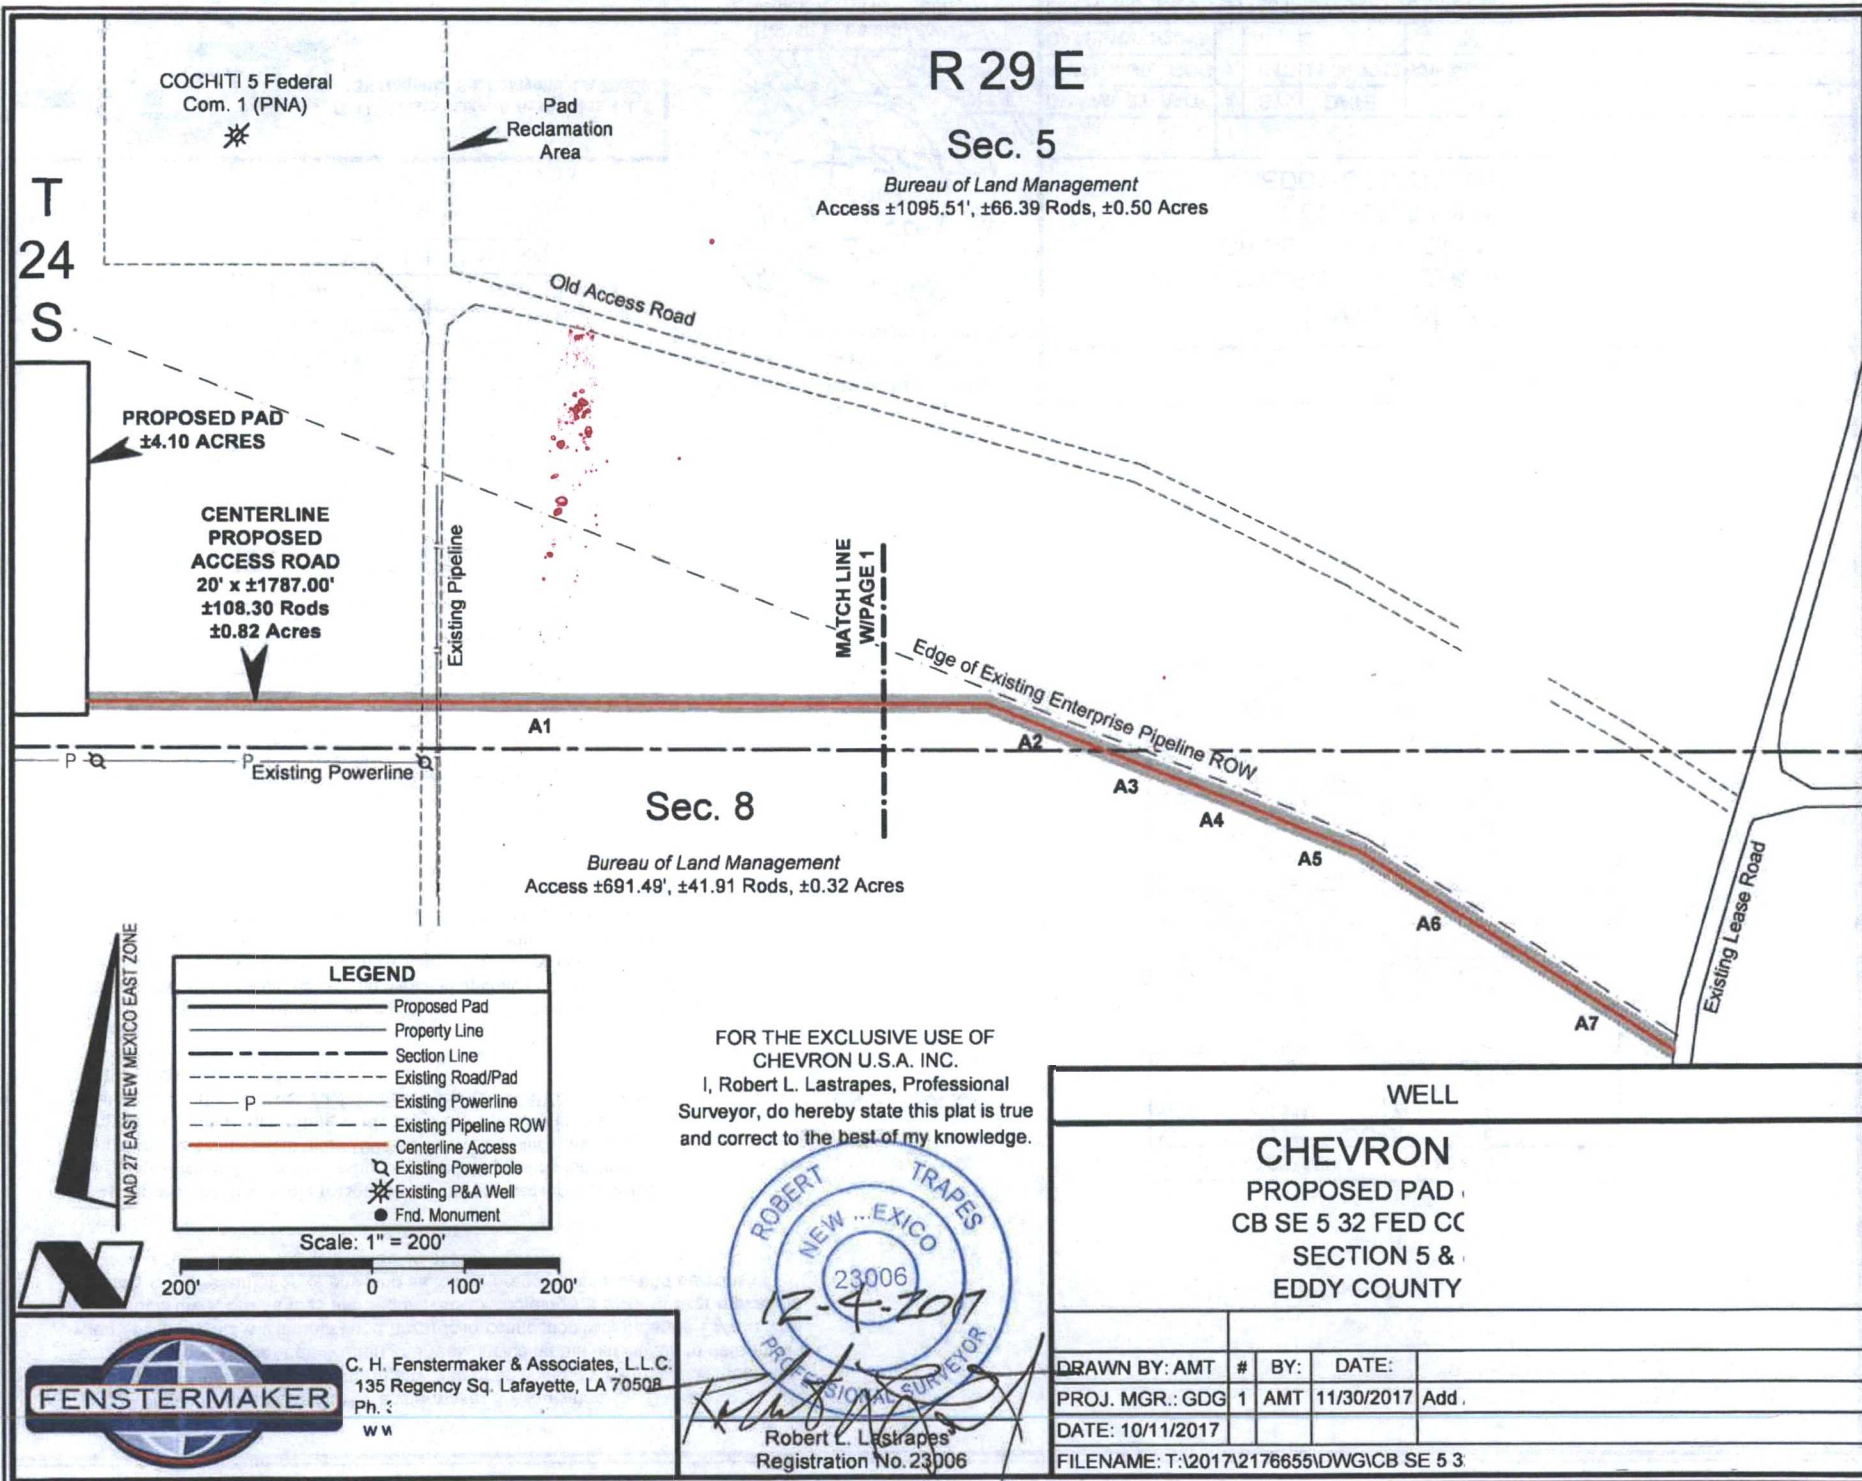 R 29 E
Sec. 5
Bureau of Land Management
Access ±1095.51', ±66.39 Rods, ±0.50 Acres
COCHITI 5 Federal
Com. 1 (PNA)
Pad
Reclamation
Area
T
24
S
Old Access Road
PROPOSED PAD
±4.10 ACRES
CENTERLINE
PROPOSED
ACCESS ROAD
20' x ±1787.00'
±108.30 Rods
±0.82 Acres
Existing Pipeline
MATCH LINE
W/PAGE 1
Edge of Existing Enterprise Pipeline ROW
A1
A2
A3
A4
A5
A6
A7
P
P
Existing Powerline
Sec. 8
Bureau of Land Management
Access ±691.49', ±41.91 Rods, ±0.32 Acres
Existing Lease Road
NAD 27 EAST NEW MEXICO EAST ZONE
LEGEND
Proposed Pad
Property Line
Section Line
Existing Road/Pad
P Existing Powerline
Existing Pipeline ROW
Centerline Access
Existing Powerpole
Existing P&A Well
Fnd. Monument
Scale: 1" = 200'
200' 0 100' 200'
FOR THE EXCLUSIVE USE OF
CHEVRON U.S.A. INC.
I, Robert L. Lastrapes, Professional
Surveyor, do hereby state this plat is true
and correct to the best of my knowledge.
ROBERT TRAPES
NEW EXICO
23006
12-4-2017
PROFESSIONAL SURVEYOR
Robert L. Lastrapes
Registration No. 23006
FENSTERMAKER
C. H. Fenstermaker & Associates, L.L.C.
135 Regency Sq. Lafayette, LA 70508
Ph.
WELL
CHEVRON
PROPOSED PAD
CB SE 5 32 FED CO
SECTION 5 &
EDDY COUNTY
DRAWN BY: AMT # BY: DATE:
PROJ. MGR.: GDG 1 AMT 11/30/2017 Add
DATE: 10/11/2017
FILENAME: T:\2017\2176655\DWG\CB SE 5 3